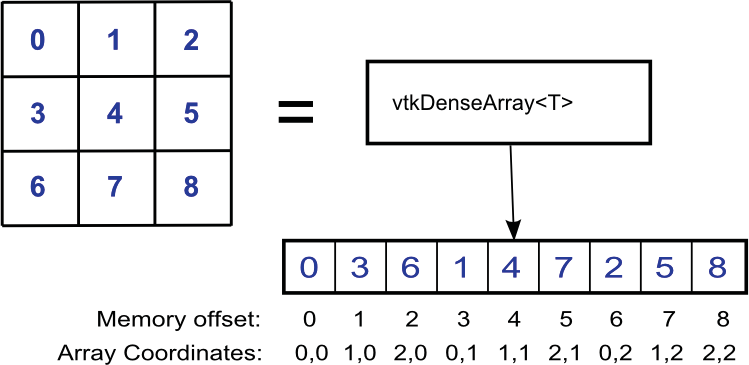 0 1 2
3 4 5
6 7 8
=
vtkDenseArray<T>
0 3 6 1 4 7 2 5 8
Memory offset: 0 1 2 3 4 5 6 7 8
Array Coordinates: 0,0 1,0 2,0 0,1 1,1 2,1 0,2 1,2 2,2